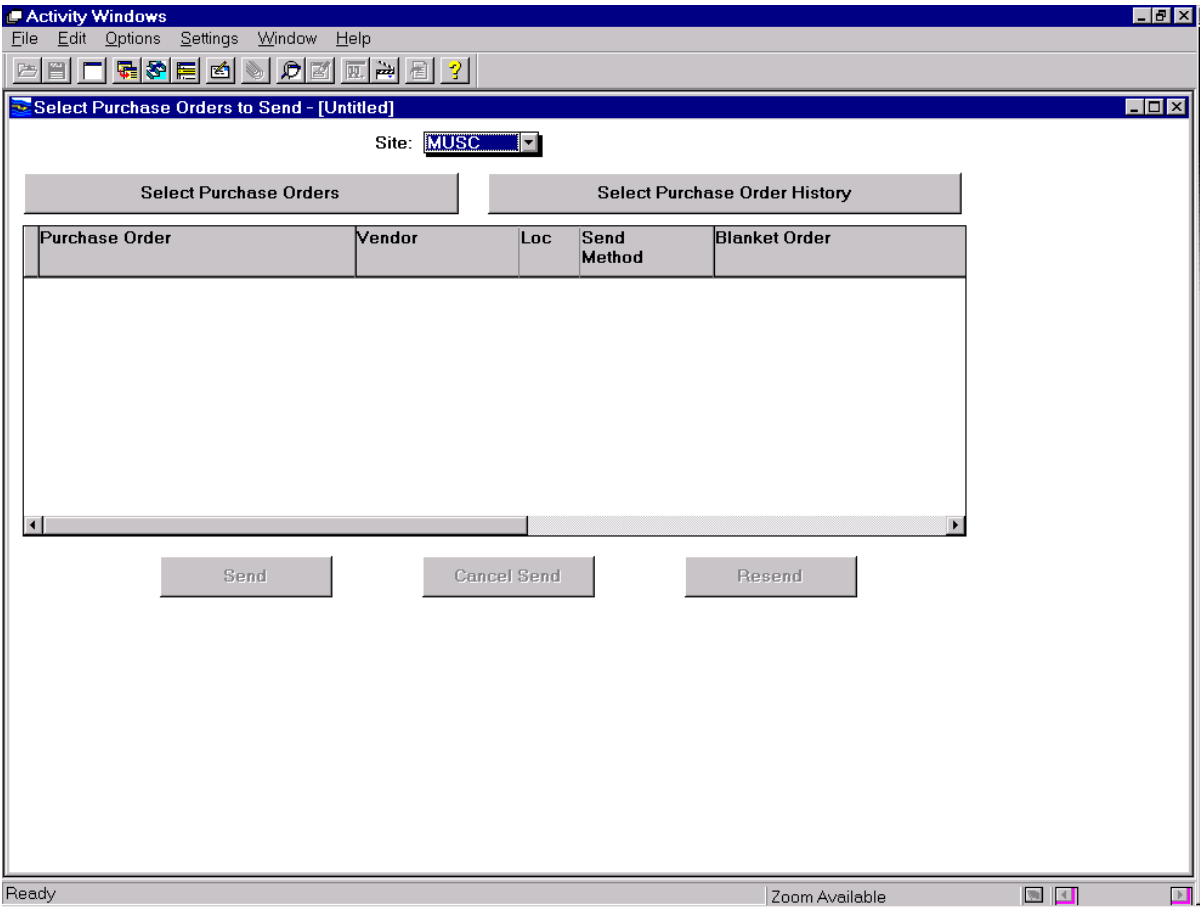 Activity Windows
File Edit Options Settings Window Help
Select Purchase Orders to Send - [Untitled]
Site: MUSC
Select Purchase Orders Select Purchase Order History
Purchase Order Vendor Loc Send Method Blanket Order
Send Cancel Send Resend
Ready Zoom Available